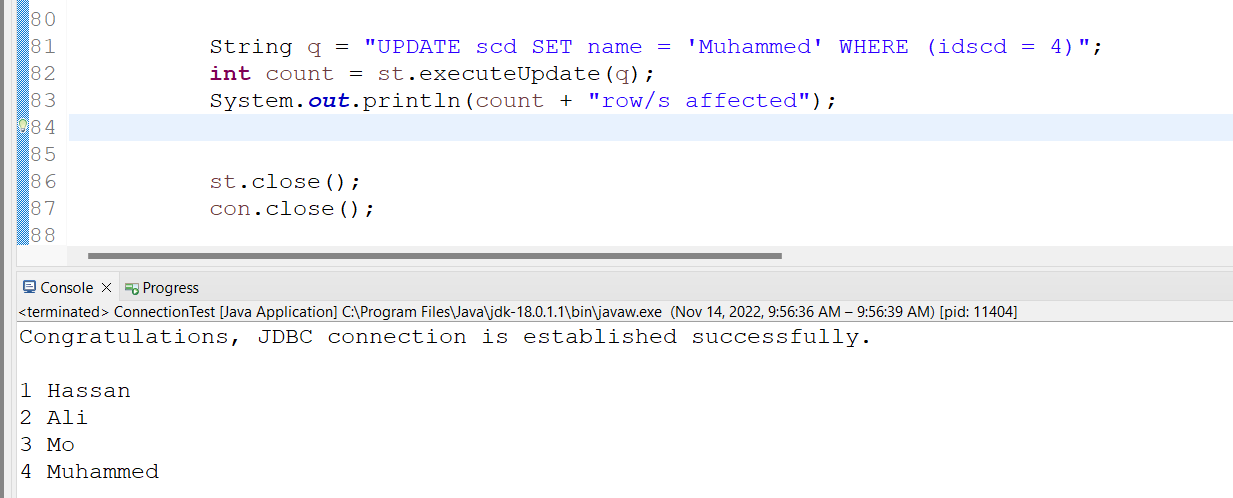 80
81 String q = "UPDATE scd SET name = 'Muhammed' WHERE (idscd = 4)";
82 int count = st.executeUpdate(q);
83 System.out.println(count + "row/s affected");
84
85
86 st.close();
87 con.close();
88
Console Progress
<terminated> ConnectionTest [Java Application] C:\Program Files\Java\jdk-18.0.1.1\bin\javaw.exe (Nov 14, 2022, 9:56:36 AM – 9:56:39 AM) [pid: 11404]
Congratulations, JDBC connection is established successfully.
1 Hassan
2 Ali
3 Mo
4 Muhammed